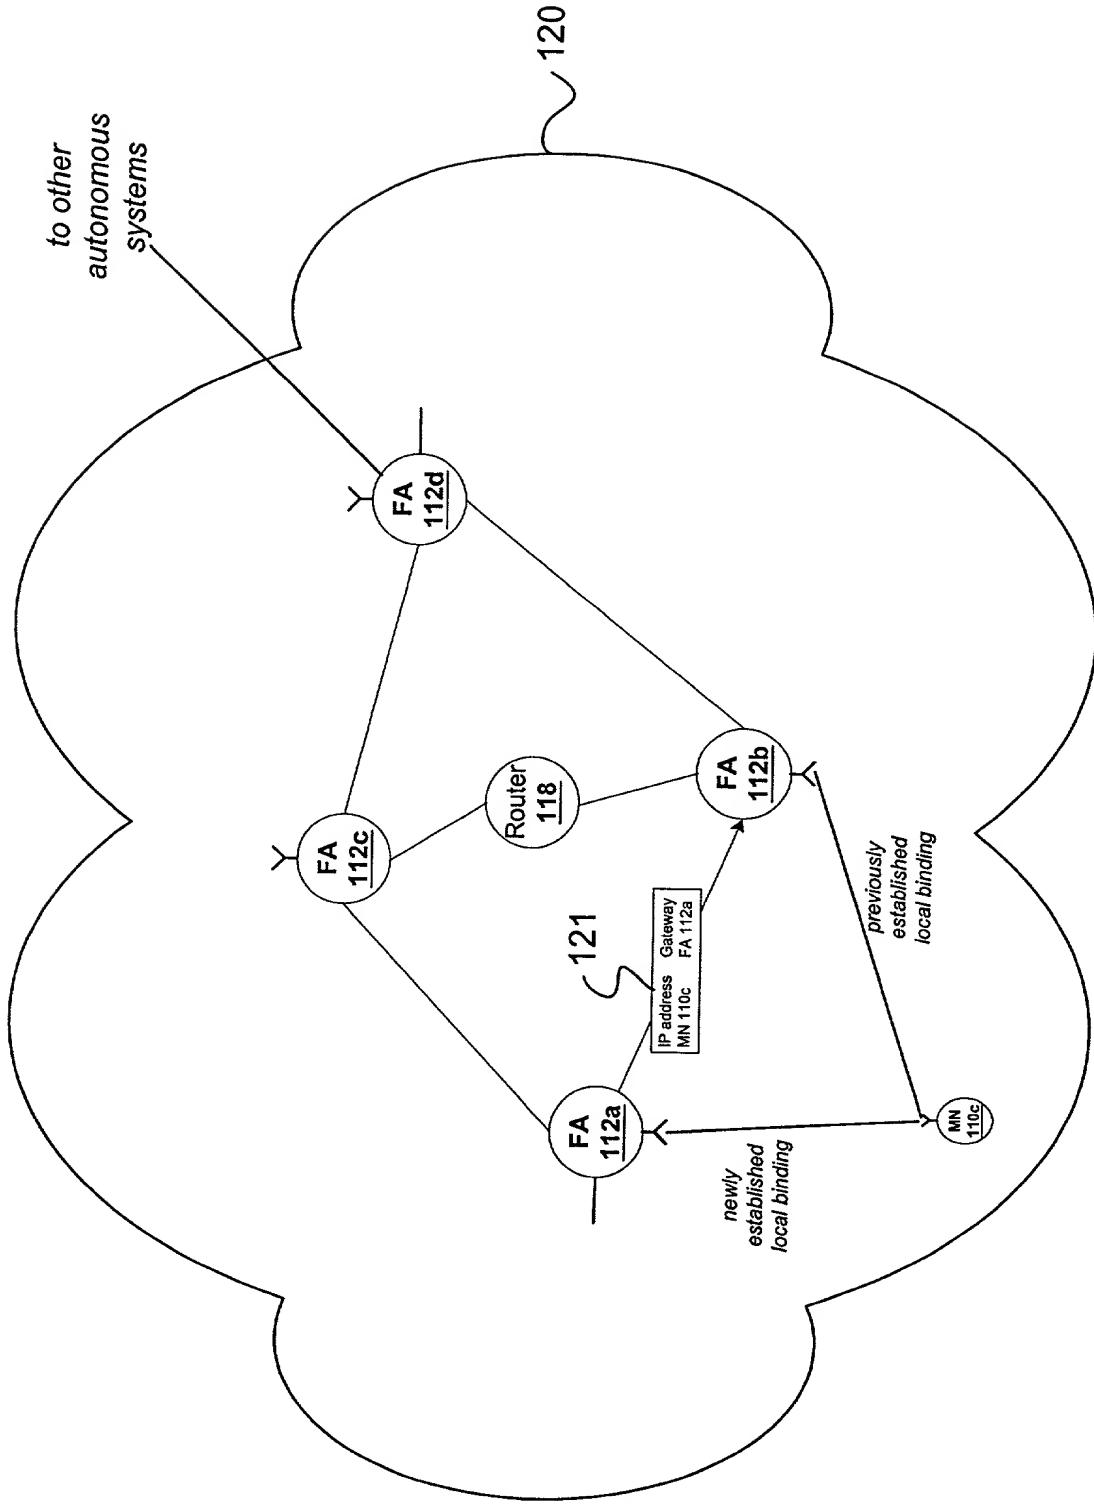 to other
autonomous
systems
120
FA
112d
FA
112c
Router
118
FA
112b
121
IP address Gateway
MN 110c FA 112a
FA
112a
previously
established
local binding
newly
established
local binding
MN
110c